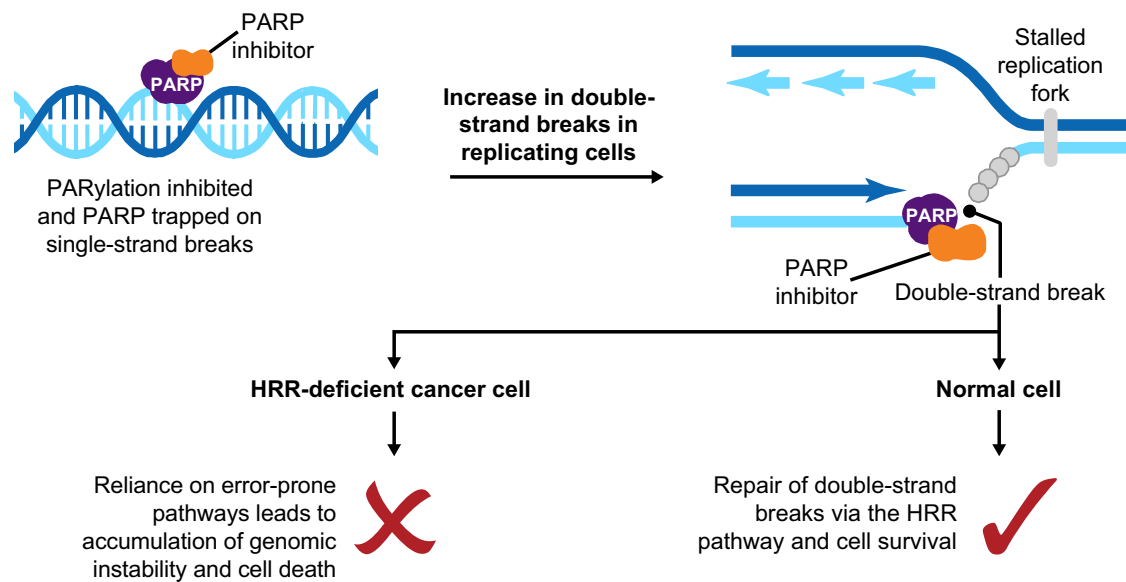 PARP
inhibitor
PARP
PARylation inhibited
and PARP trapped on
single-strand breaks
Increase in double-
strand breaks in
replicating cells
Stalled
replication
fork
PARP
PARP
inhibitor
Double-strand break
HRR-deficient cancer cell
Normal cell
Reliance on error-prone
pathways leads to
accumulation of genomic
instability and cell death
Repair of double-strand
breaks via the HRR
pathway and cell survival